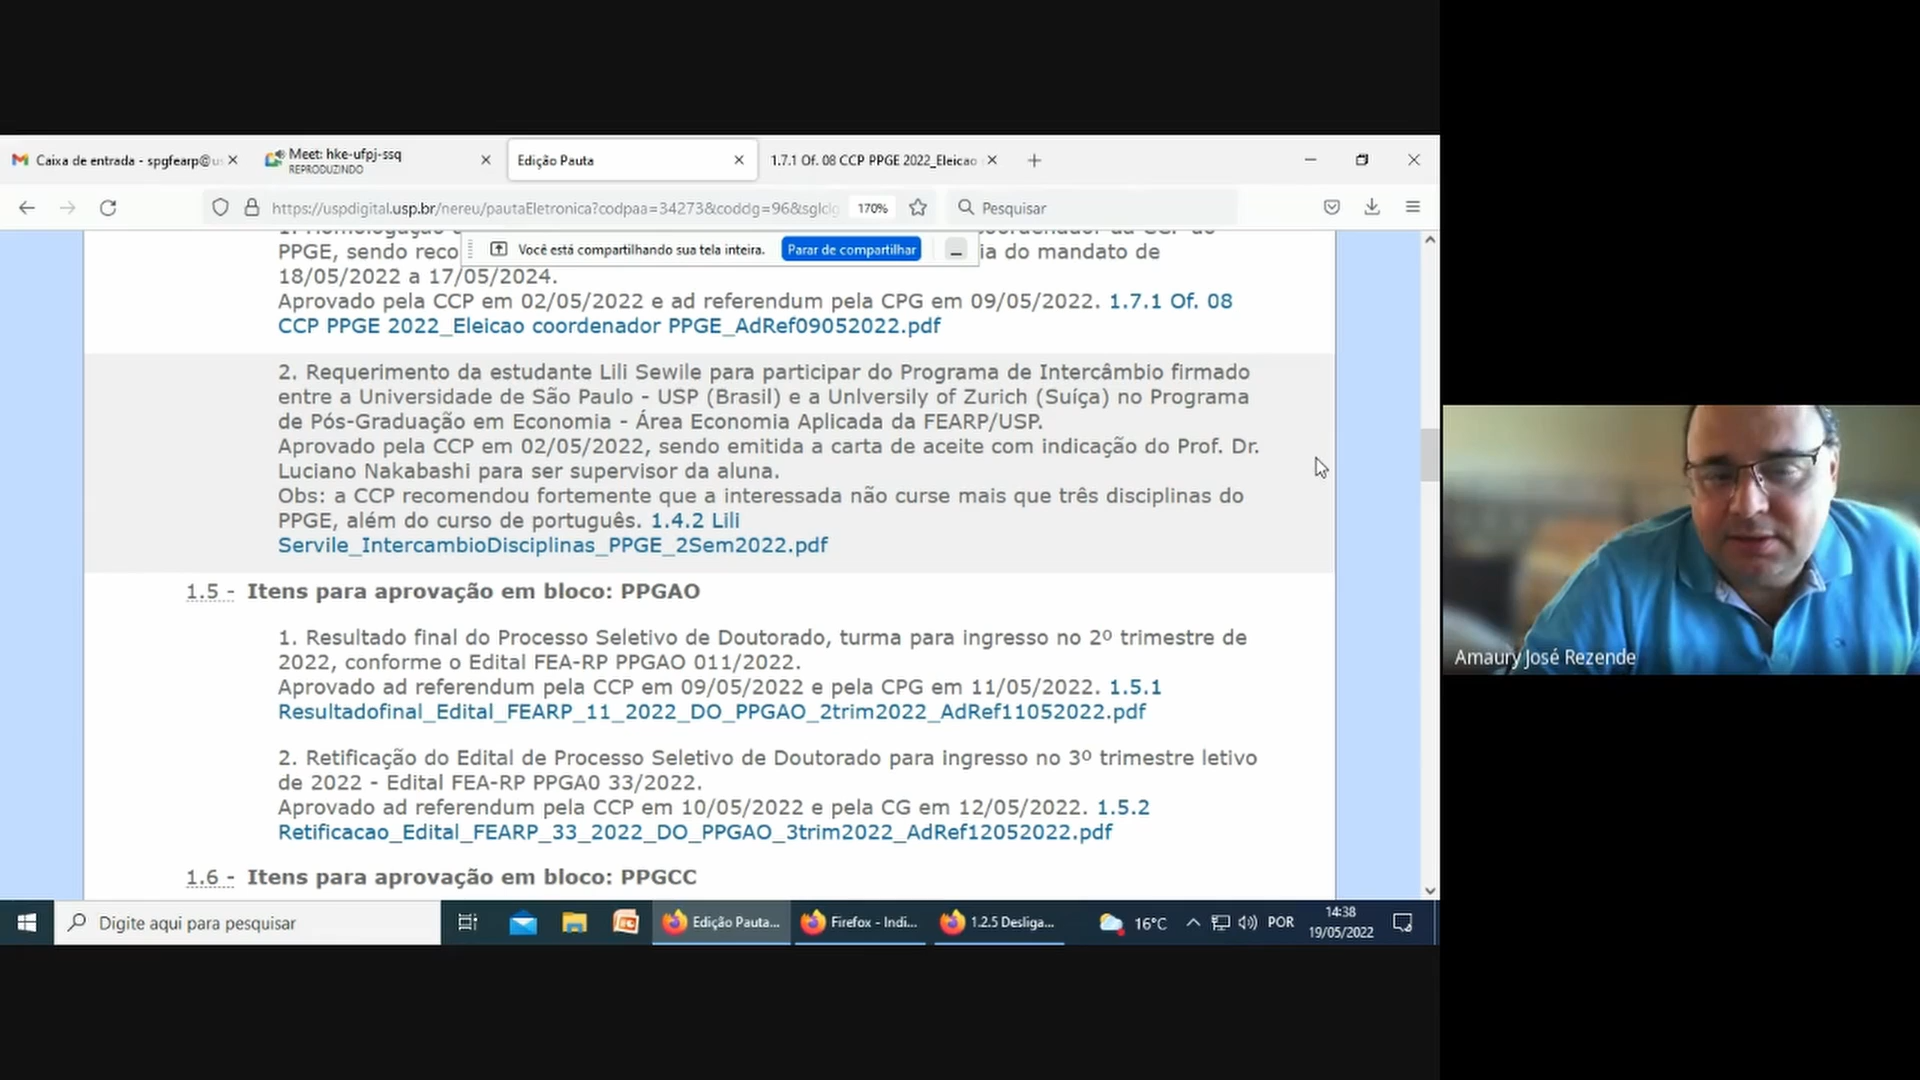 Caixa de entrada - spgfearp@us
Meet: hke-ufpj-ssq
REPRODUZINDO
Edição Pauta
1.7.1 Of. 08 CCP PPGE 2022_Eleicao
https://uspdigital.usp.br/nereu/pautaEletronica?codpaa=34273&codclg=96&sglclg
170%
Pesquisar
Você está compartilhando sua tela inteira.
Parar de compartilhar
1. Homologação
PPGE, sendo reco
ia do mandato de
18/05/2022 a 17/05/2024.
Aprovado pela CCP em 02/05/2022 e ad referendum pela CPG em 09/05/2022. 1.7.1 Of. 08
CCP PPGE 2022_Eleicao coordenador PPGE_AdRef09052022.pdf
2. Requerimento da estudante Lili Sewile para participar do Programa de Intercâmbio firmado
entre a Universidade de São Paulo - USP (Brasil) e a Unlversily of Zurich (Suíça) no Programa
de Pós-Graduação em Economia - Área Economia Aplicada da FEARP/USP.
Aprovado pela CCP em 02/05/2022, sendo emitida a carta de aceite com indicação do Prof. Dr.
Luciano Nakabashi para ser supervisor da aluna.
Obs: a CCP recomendou fortemente que a interessada não curse mais que três disciplinas do
PPGE, além do curso de português. 1.4.2 Lili
Servile_IntercambioDisciplinas_PPGE_2Sem2022.pdf
1.5 - Itens para aprovação em bloco: PPGAO
1. Resultado final do Processo Seletivo de Doutorado, turma para ingresso no 2º trimestre de
2022, conforme o Edital FEA-RP PPGAO 011/2022.
Aprovado ad referendum pela CCP em 09/05/2022 e pela CPG em 11/05/2022. 1.5.1
Resultadofinal_Edital_FEARP_11_2022_DO_PPGAO_2trim2022_AdRef11052022.pdf
2. Retificação do Edital de Processo Seletivo de Doutorado para ingresso no 3º trimestre letivo
de 2022 - Edital FEA-RP PPGA0 33/2022.
Aprovado ad referendum pela CCP em 10/05/2022 e pela CG em 12/05/2022. 1.5.2
Retificacao_Edital_FEARP_33_2022_DO_PPGAO_3trim2022_AdRef12052022.pdf
1.6 - Itens para aprovação em bloco: PPGCC
Amaury José Rezende
Digite aqui para pesquisar
Edição Pauta...
Firefox - Indi...
1.2.5 Desliga...
16°C
POR
14:38
19/05/2022